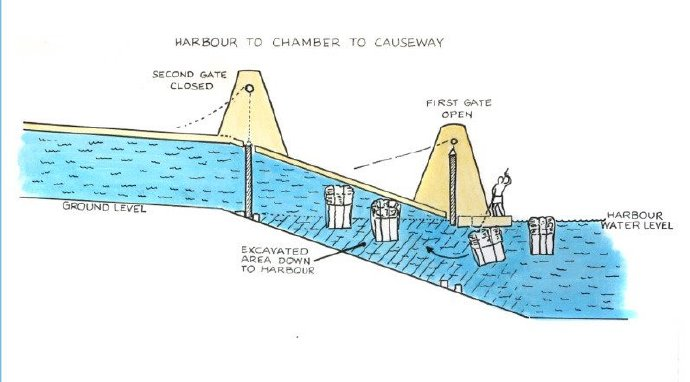 HARBOUR TO CHAMBER TO CAUSEWAY
SECOND GATE
CLOSED
FIRST GATE
OPEN
GROUND LEVEL
HARBOUR
WATER LEVEL
EXCAVATED
AREA DOWN
TO HARBOUR